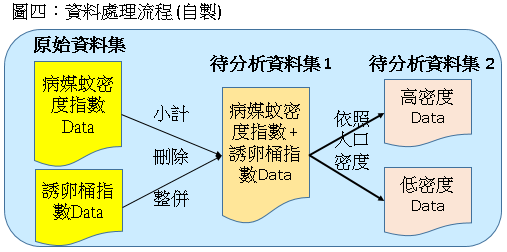 圖四：資料處理流程(自製)
原始資料集
待分析資料集1
待分析資料集 2
病媒蚊密
度指數
Data
誘卵桶指
數Data
小計
刪除
整併
病媒蚊密
度指數+
誘卵桶指
數Data
依照
人口
密度
高密度
Data
低密度
Data